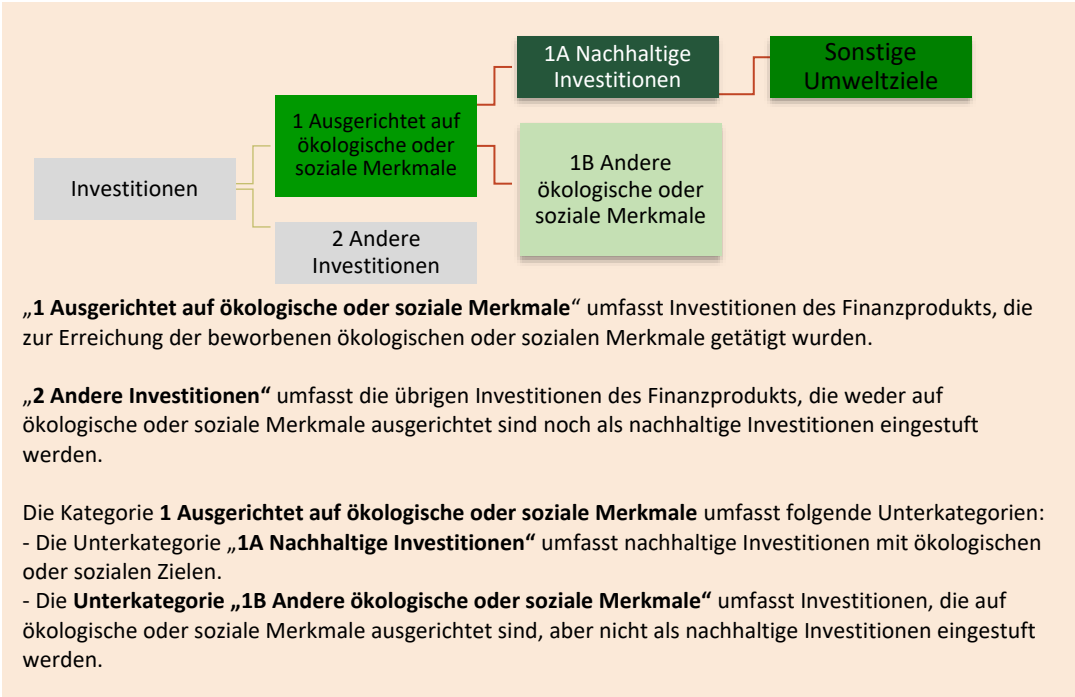 1A Nachhaltige
Investitionen
Sonstige
Umweltziele
1 Ausgerichtet auf
ökologische oder
soziale Merkmale
1B Andere
ökologische oder
soziale Merkmale
Investitionen
2 Andere
Investitionen
„1 Ausgerichtet auf ökologische oder soziale Merkmale“ umfasst Investitionen des Finanzprodukts, die
zur Erreichung der beworbenen ökologischen oder sozialen Merkmale getätigt wurden.
„2 Andere Investitionen“ umfasst die übrigen Investitionen des Finanzprodukts, die weder auf
ökologische oder soziale Merkmale ausgerichtet sind noch als nachhaltige Investitionen eingestuft
werden.
Die Kategorie 1 Ausgerichtet auf ökologische oder soziale Merkmale umfasst folgende Unterkategorien:
- Die Unterkategorie „1A Nachhaltige Investitionen“ umfasst nachhaltige Investitionen mit ökologischen
oder sozialen Zielen.
- Die Unterkategorie „1B Andere ökologische oder soziale Merkmale“ umfasst Investitionen, die auf
ökologische oder soziale Merkmale ausgerichtet sind, aber nicht als nachhaltige Investitionen eingestuft
werden.